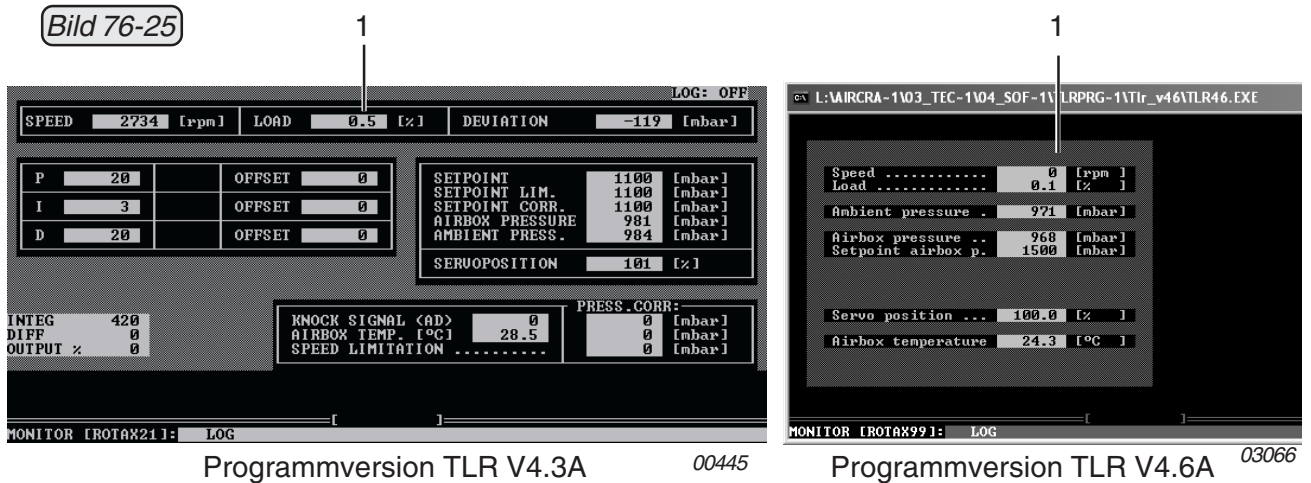 Bild 76-25
1
LOG: OFF
SPEED 2734 [rpm] LOAD 0.5 [%] DEVIATION -119 [mbar]
P 20 OFFSET 0
I 3 OFFSET 0
D 20 OFFSET 0
SETPOINT 1100 [mbar]
SETPOINT LIM. 1100 [mbar]
SETPOINT CORR. 1100 [mbar]
AIRBOX PRESSURE 981 [mbar]
AMBIENT PRESS. 984 [mbar]
SERVOPOSITION 101 [%]
INTEG 420
DIFF 0
OUTPUT % 0
PRESS.CORR:
KNOCK SIGNAL (AD) 0 0 [mbar]
AIRBOX TEMP. [ºC] 28.5 0 [mbar]
SPEED LIMITATION .......... 0 [mbar]
[ ]
MONITOR [ROTAX21]: LOG
Programmversion TLR V4.3A 00445
1
L:\AIRCRA~1\03_TEC~1\04_SOF~1\TLRPRG~1\Tlr_v46\TLR46.EXE
Speed ............ 0 [rpm ]
Load ............. 0.1 [% ]
Ambient pressure . 971 [mbar]
Airbox pressure .. 968 [mbar]
Setpoint airbox p. 1500 [mbar]
Servo position ... 100.0 [% ]
Airbox temperature 24.3 [ºC ]
[ ]
MONITOR [ROTAX99]: LOG
Programmversion TLR V4.6A 03066